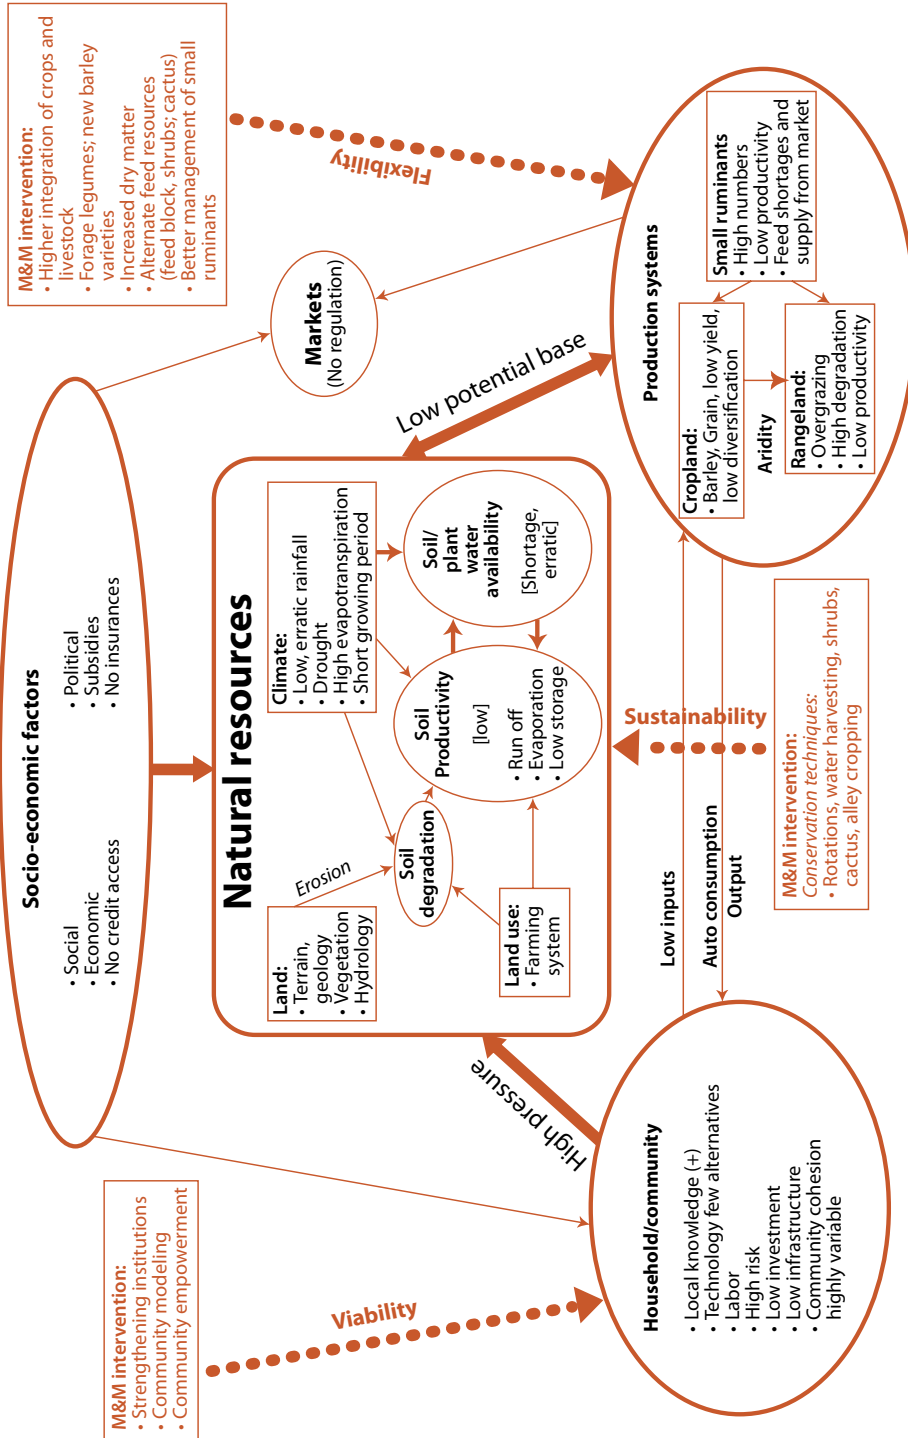 Socio-economic factors
• Social
• Economic
• No credit access
• Political
• Subsidies
• No insurances
M&M intervention:
• Strengthening institutions
• Community modeling
• Community empowerment
M&M intervention:
• Higher integration of crops and
livestock
• Forage legumes; new barley
varieties
• Increased dry matter
• Alternate feed resources
(feed block, shrubs; cactus)
• Better management of small
ruminants
Viability
Flexibility
Markets
(No regulation)
Natural resources
Land:
• Terrain,
geology
• Vegetation
• Hydrology
Erosion
Climate:
• Low, erratic rainfall
• Drought
• High evapotranspiration
• Short growing period
Soil
degradation
Soil
Productivity
[low]
• Run off
• Evaporation
• Low storage
Soil/
plant
water
availability
[Shortage,
erratic]
Land use:
• Farming
system
High pressure
Low potential base
Household/community
• Local knowledge (+)
• Technology few alternatives
• Labor
• High risk
• Low investment
• Low infrastructure
• Community cohesion
highly variable
Low inputs
Auto consumption
Output
Sustainability
M&M intervention:
Conservation techniques:
• Rotations, water harvesting, shrubs,
cactus, alley cropping
Production systems
Cropland:
• Barley, Grain, low yield,
low diversification
Aridity
Small ruminants
• High numbers
• Low productivity
• Feed shortages and
supply from market
Rangeland:
• Overgrazing
• High degradation
• Low productivity